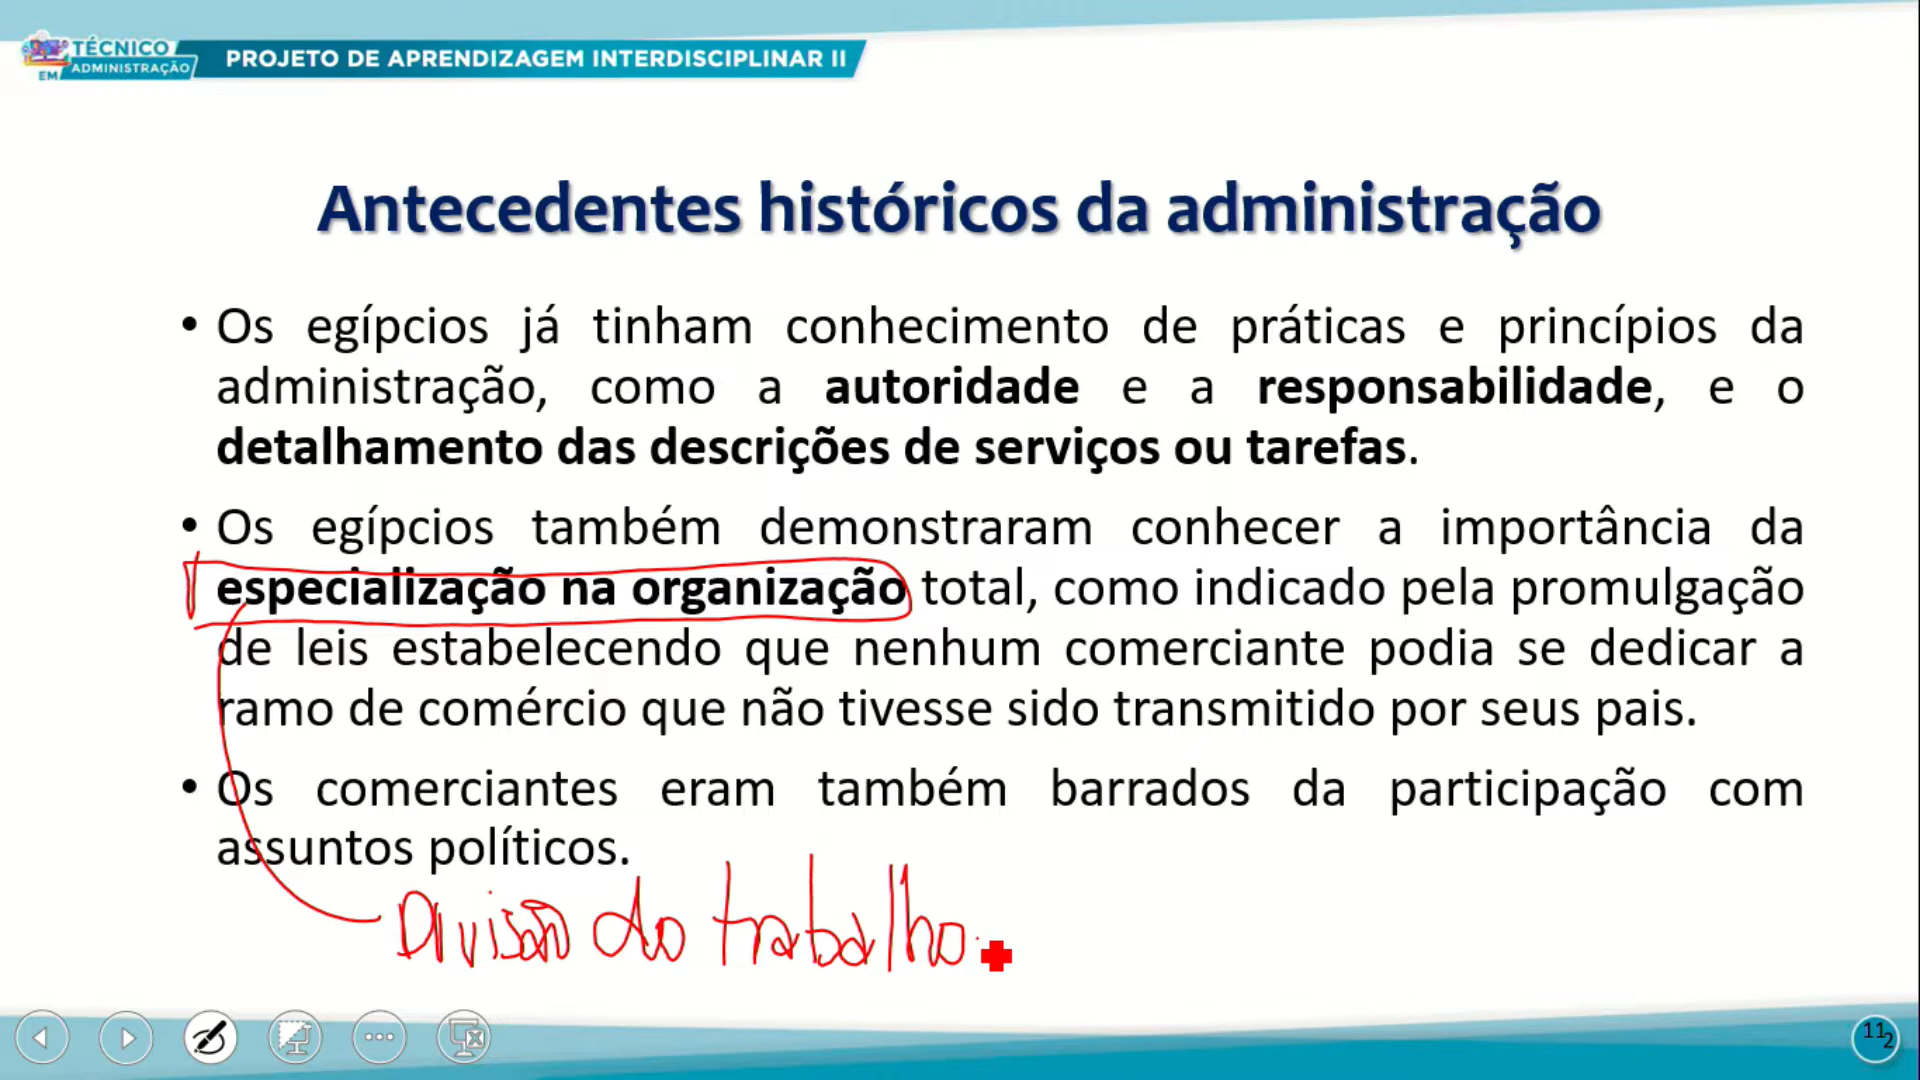 TÉCNICO
EM ADMINISTRAÇÃO
PROJETO DE APRENDIZAGEM INTERDISCIPLINAR II
Antecedentes históricos da administração
• Os egípcios já tinham conhecimento de práticas e princípios da
administração, como a autoridade e a responsabilidade, e o
detalhamento das descrições de serviços ou tarefas.
• Os egípcios também demonstraram conhecer a importância da
especialização na organização total, como indicado pela promulgação
de leis estabelecendo que nenhum comerciante podia se dedicar a
ramo de comércio que não tivesse sido transmitido por seus pais.
• Os comerciantes eram também barrados da participação com
assuntos políticos.
Divisão do trabalho.
112